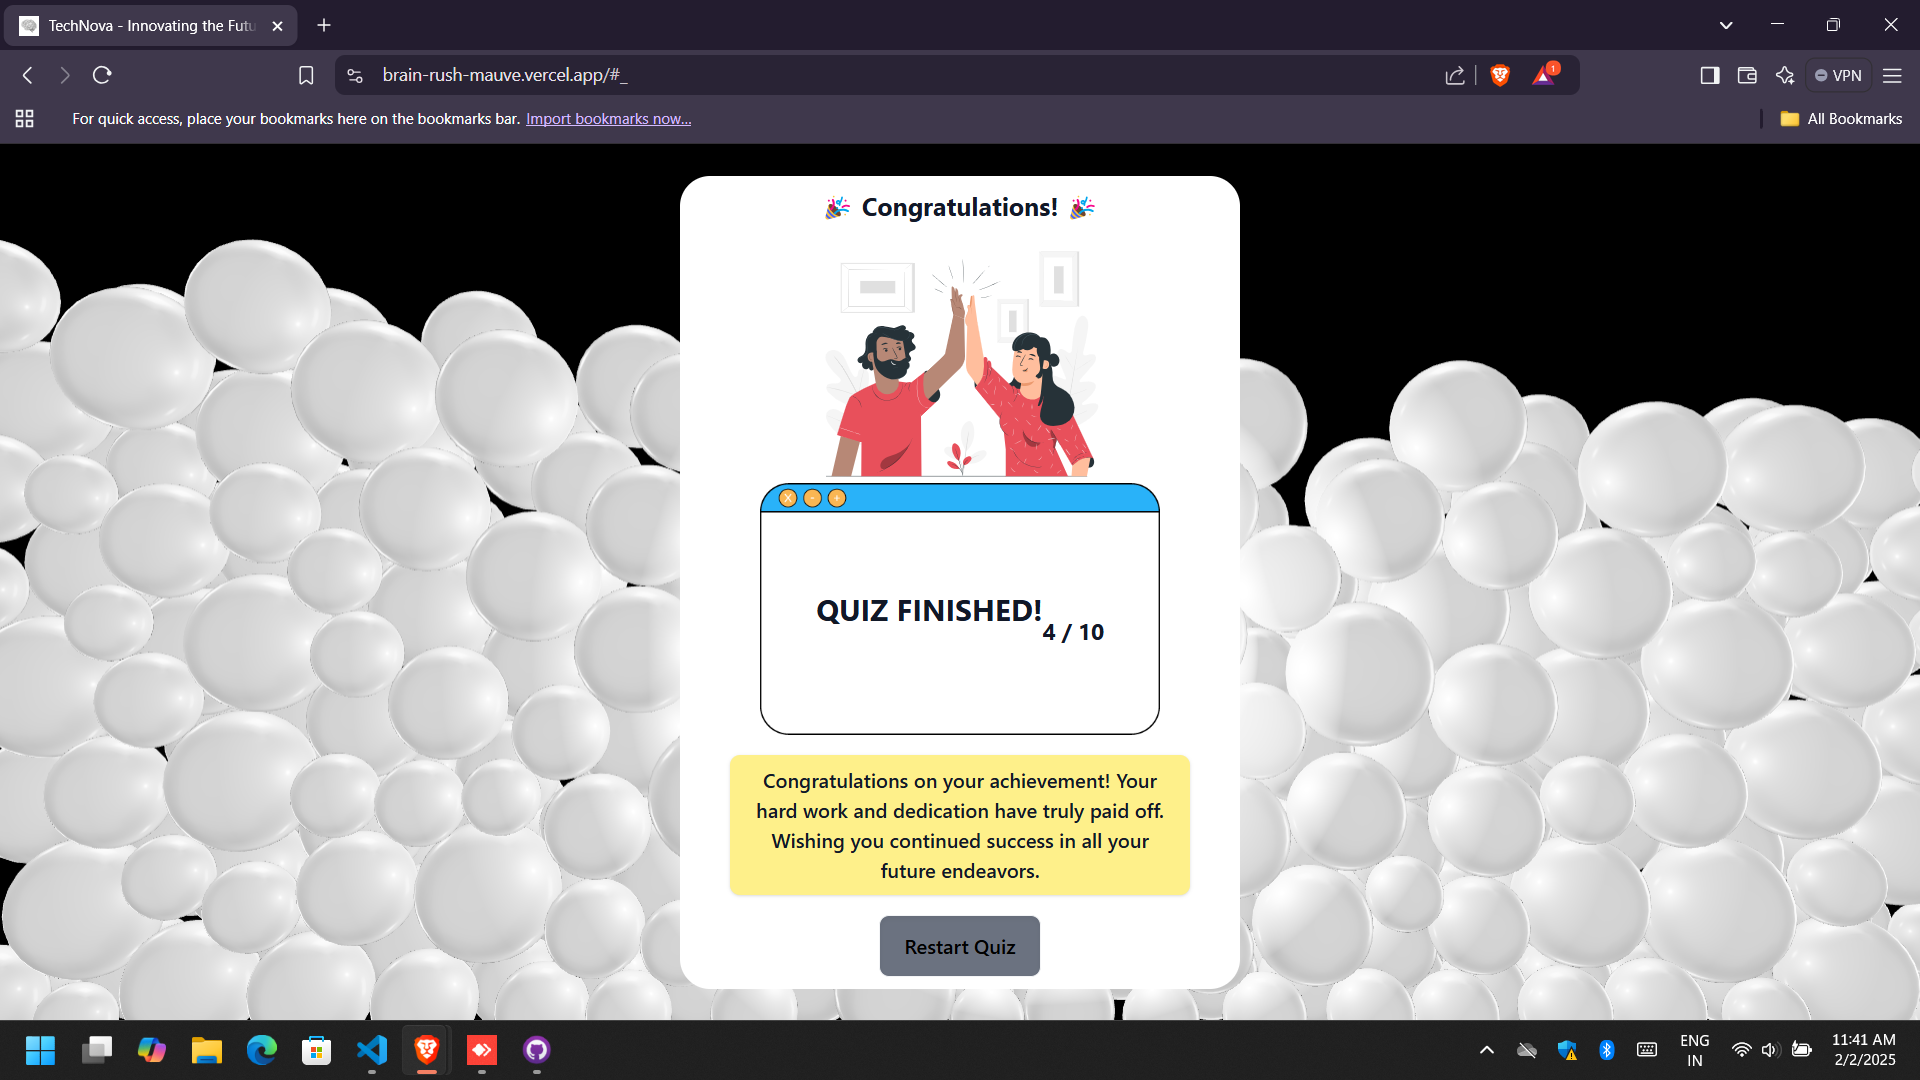 TechNova - Innovating the Futu
brain-rush-mauve.vercel.app/#_
1
VPN
For quick access, place your bookmarks here on the bookmarks bar. Import bookmarks now...
All Bookmarks
🎉 Congratulations! 🎉
X - +
QUIZ FINISHED!
4 / 10
Congratulations on your achievement! Your
hard work and dedication have truly paid off.
Wishing you continued success in all your
future endeavors.
Restart Quiz
ENG
IN
11:41 AM
2/2/2025